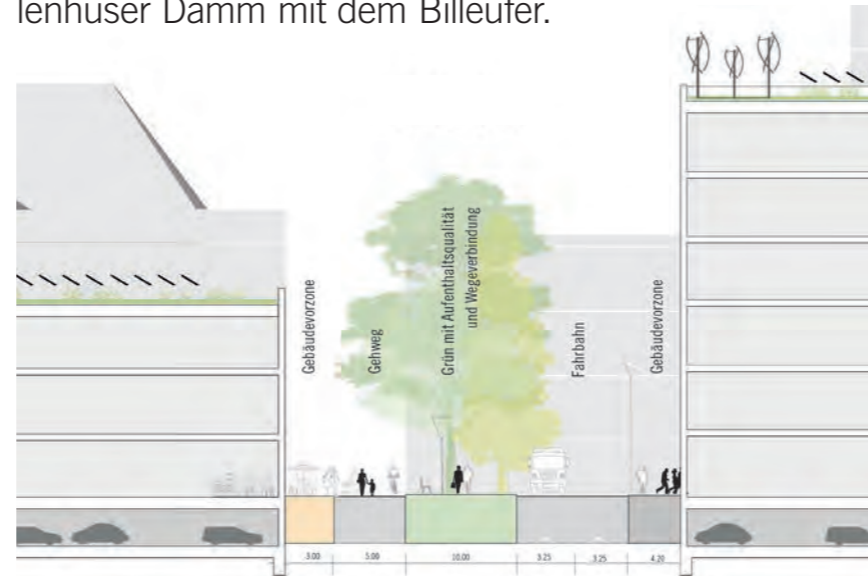 lenhuser Damm mit dem Billeufer.
Gebäudevorzone
Gehweg
Grün mit Aufenthaltsqualität
und Wegeverbindung
Fahrbahn
Gebäudevorzone
3.00
5.00
10.00
3.25
3.25
4.20